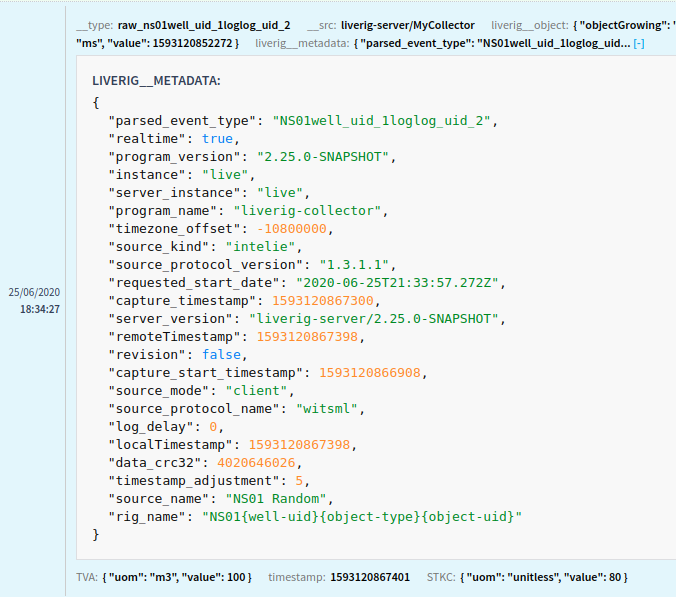 __type: raw_ns01well_uid_1loglog_uid_2 __src: liverig-server/MyCollector liverig__object: { "objectGrowing": "
"ms", "value": 1593120852272 } liverig__metadata: { "parsed_event_type": "NS01well_uid_1loglog_uid... [-]
LIVERIG__METADATA:
{
"parsed_event_type": "NS01well_uid_1loglog_uid_2",
"realtime": true,
"program_version": "2.25.0-SNAPSHOT",
"instance": "live",
"server_instance": "live",
"program_name": "liverig-collector",
"timezone_offset": -10800000,
"source_kind": "intelie",
"source_protocol_version": "1.3.1.1",
"requested_start_date": "2020-06-25T21:33:57.272Z",
"capture_timestamp": 1593120867300,
"server_version": "liverig-server/2.25.0-SNAPSHOT",
"remoteTimestamp": 1593120867398,
"revision": false,
"capture_start_timestamp": 1593120866908,
"source_mode": "client",
"source_protocol_name": "witsml",
"log_delay": 0,
"localTimestamp": 1593120867398,
"data_crc32": 4020646026,
"timestamp_adjustment": 5,
"source_name": "NS01 Random",
"rig_name": "NS01{well-uid}{object-type}{object-uid}"
}
25/06/2020
18:34:27
TVA: { "uom": "m3", "value": 100 } timestamp: 1593120867401 STKC: { "uom": "unitless", "value": 80 }